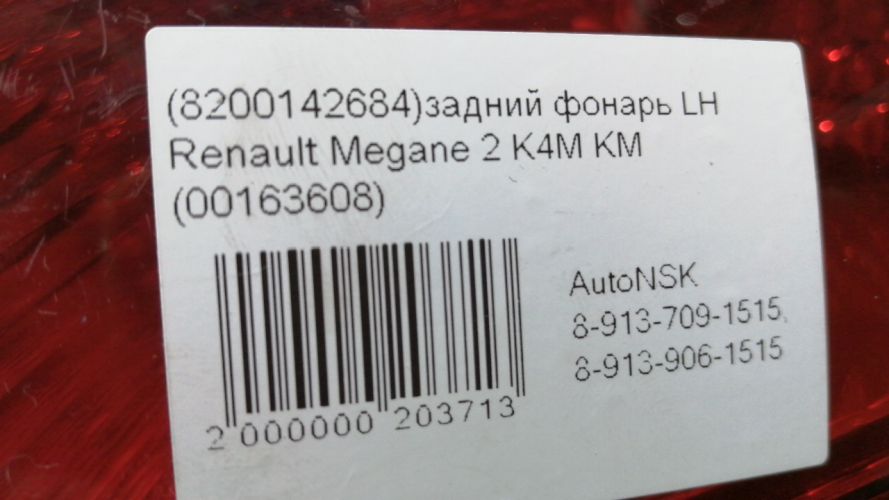 (8200142684)задний фонарь LH
Renault Megane 2 K4M KM
(00163608)
AutoNSK
8-913-709-1515,
8-913-906-1515
2 000000 203713